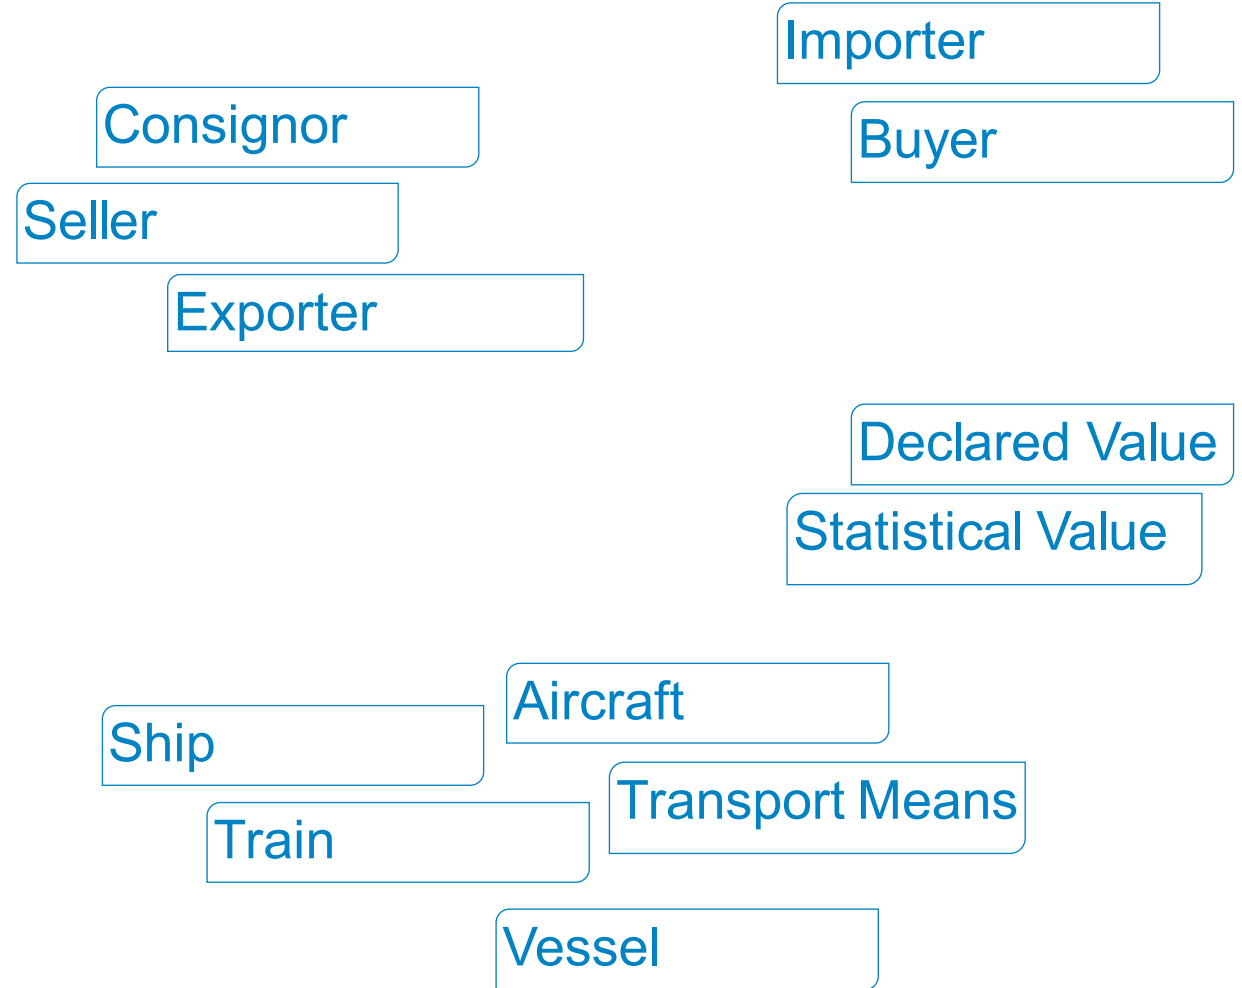 Importer
Consignor
Buyer
Seller
Exporter
Declared Value
Statistical Value
Aircraft
Ship
Transport Means
Train
Vessel